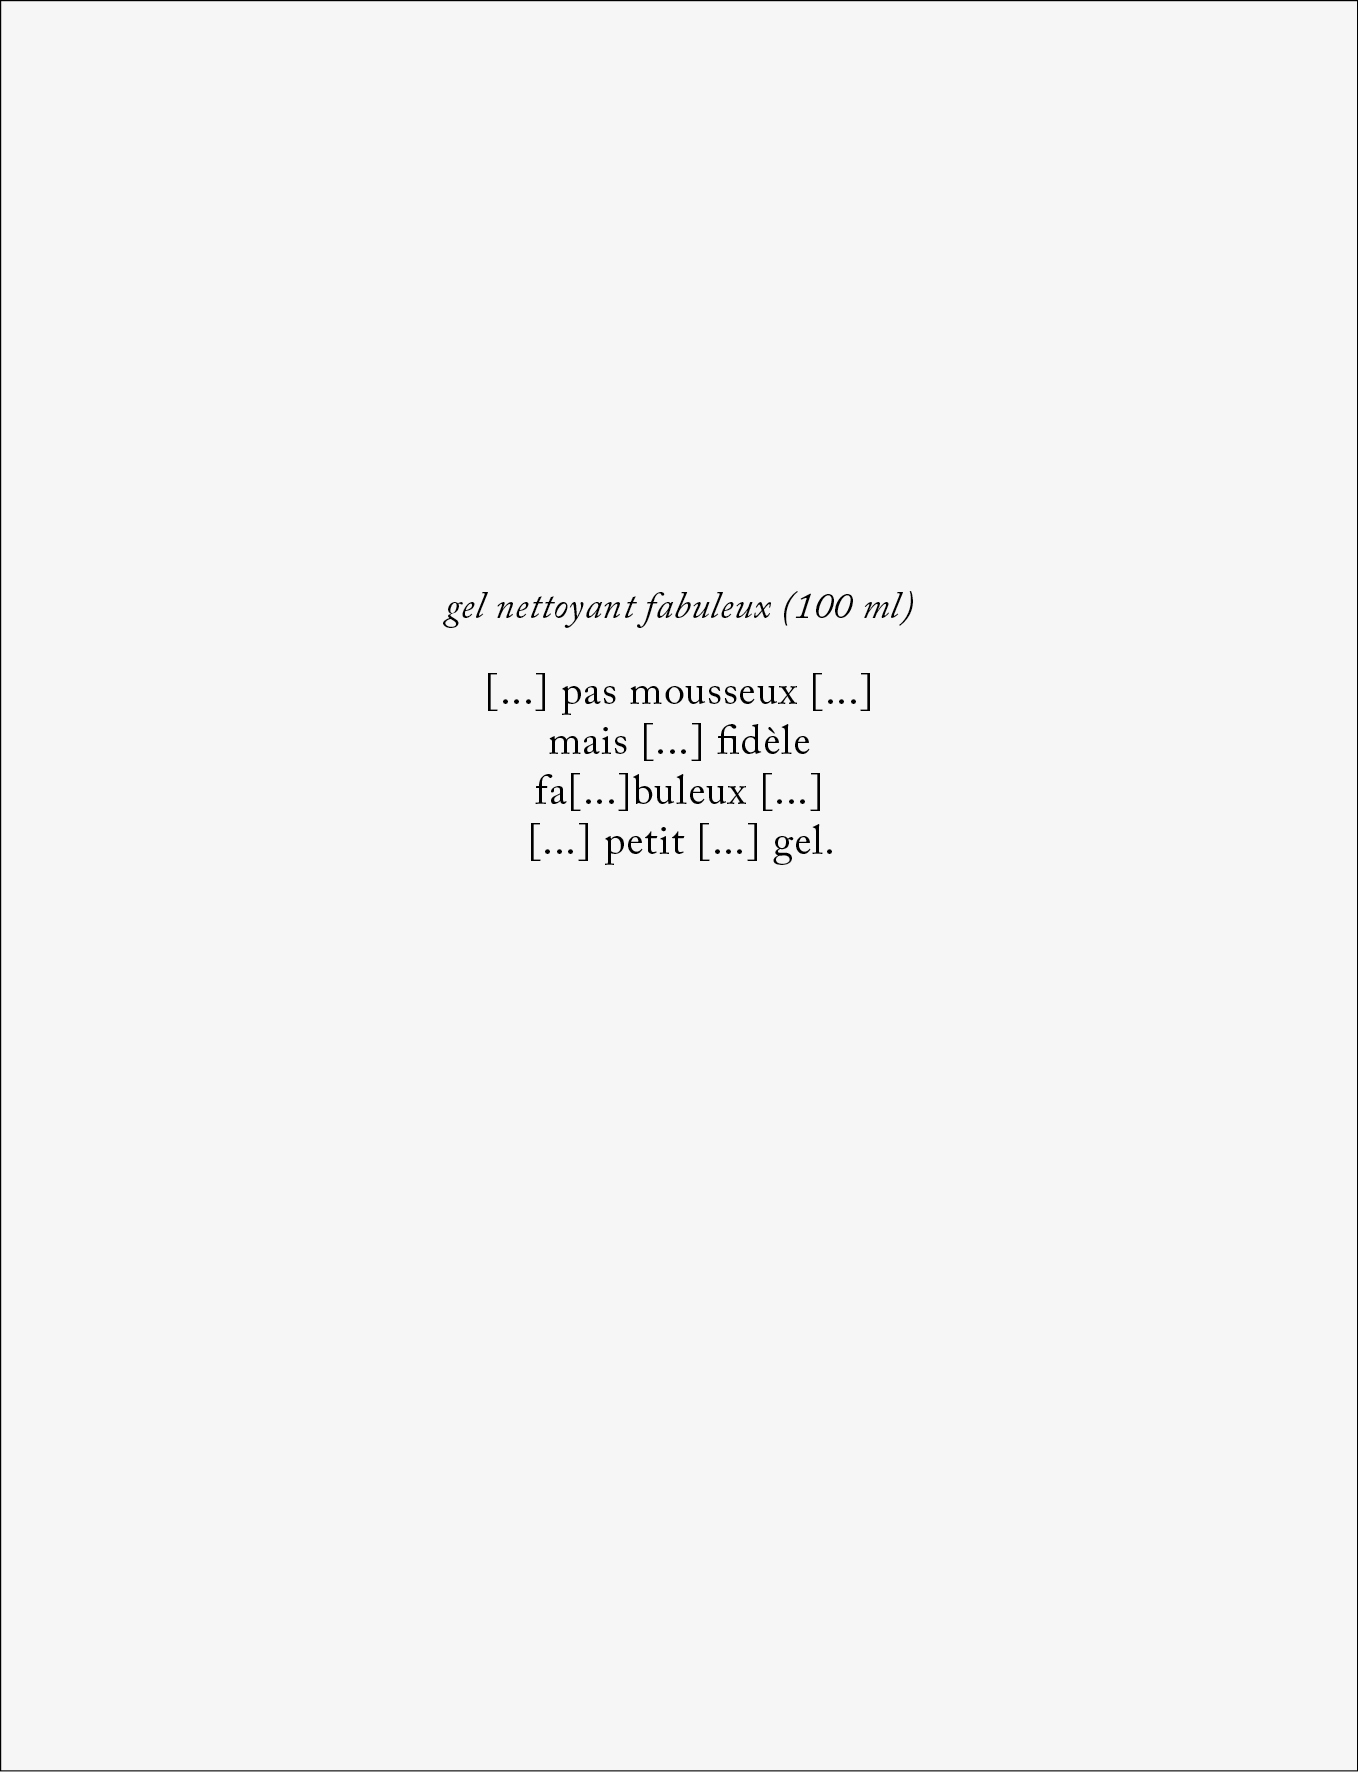 gel nettoyant fabuleux (100 ml)
[...] pas mousseux [...]
mais [...] fidèle
fa[...]buleux [...]
[...] petit [...] gel.